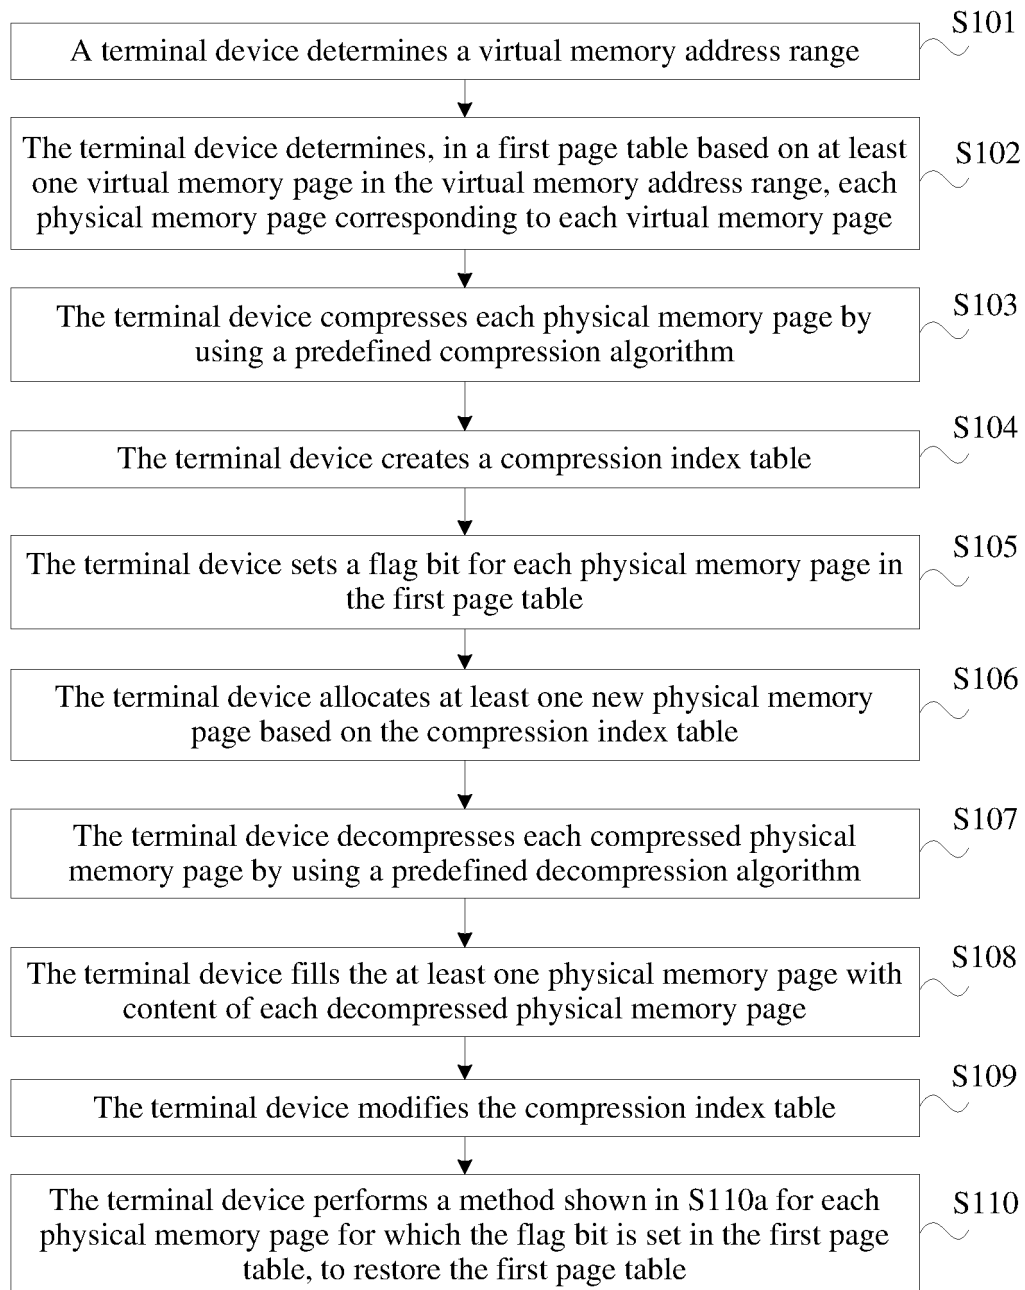 S101
A terminal device determines a virtual memory address range
S102
The terminal device determines, in a first page table based on at least
one virtual memory page in the virtual memory address range, each
physical memory page corresponding to each virtual memory page
S103
The terminal device compresses each physical memory page by
using a predefined compression algorithm
S104
The terminal device creates a compression index table
S105
The terminal device sets a flag bit for each physical memory page in
the first page table
S106
The terminal device allocates at least one new physical memory
page based on the compression index table
S107
The terminal device decompresses each compressed physical
memory page by using a predefined decompression algorithm
S108
The terminal device fills the at least one physical memory page with
content of each decompressed physical memory page
S109
The terminal device modifies the compression index table
S110
The terminal device performs a method shown in S110a for each
physical memory page for which the flag bit is set in the first page
table, to restore the first page table